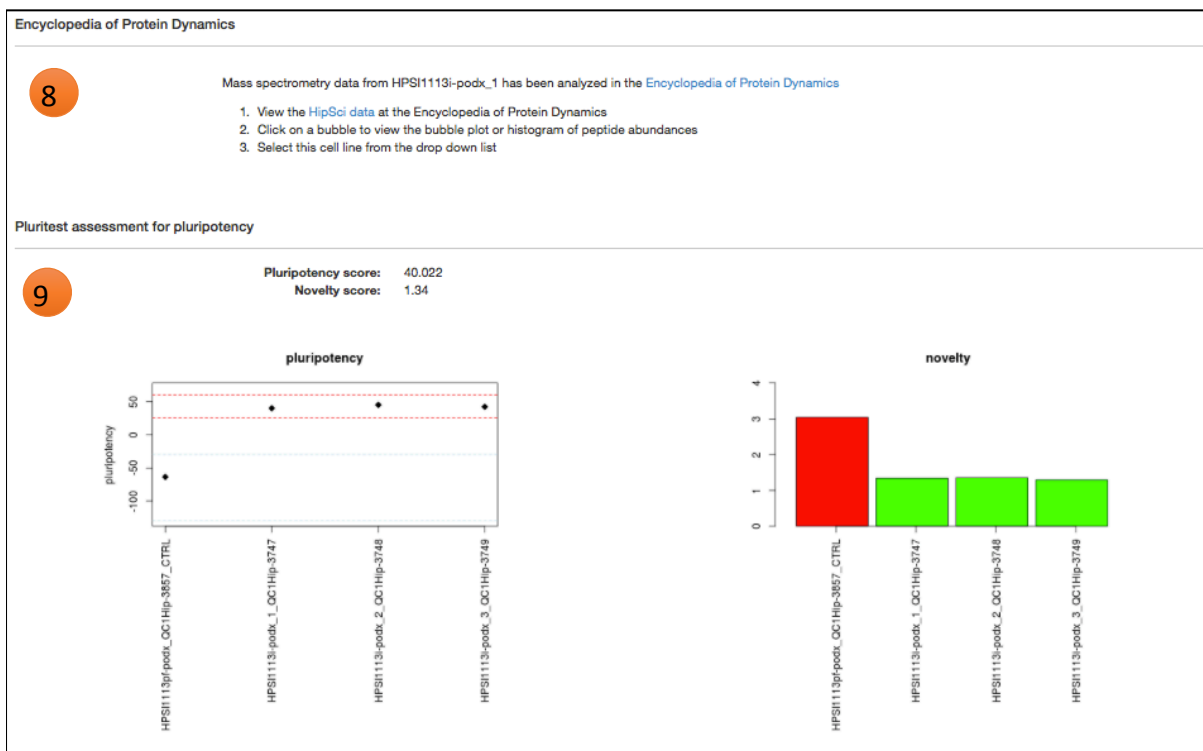 Encyclopedia of Protein Dynamics
8
Mass spectrometry data from HPSI1113i-podx_1 has been analyzed in the Encyclopedia of Protein Dynamics
1. View the HipSci data at the Encyclopedia of Protein Dynamics
2. Click on a bubble to view the bubble plot or histogram of peptide abundances
3. Select this cell line from the drop down list
Pluritest assessment for pluripotency
9
Pluripotency score: 40.022
Novelty score: 1.34
pluripotency
pluripotency
50
0
-50
-100
HPSI1113pf-podx_QC1Hip-3857_CTRL
HPSI1113i-podx_1_QC1Hip-3747
HPSI1113i-podx_2_QC1Hip-3748
HPSI1113i-podx_3_QC1Hip-3749
novelty
4
3
2
1
0
HPSI1113pf-podx_QC1Hip-3857_CTRL
HPSI1113i-podx_1_QC1Hip-3747
HPSI1113i-podx_2_QC1Hip-3748
HPSI1113i-podx_3_QC1Hip-3749